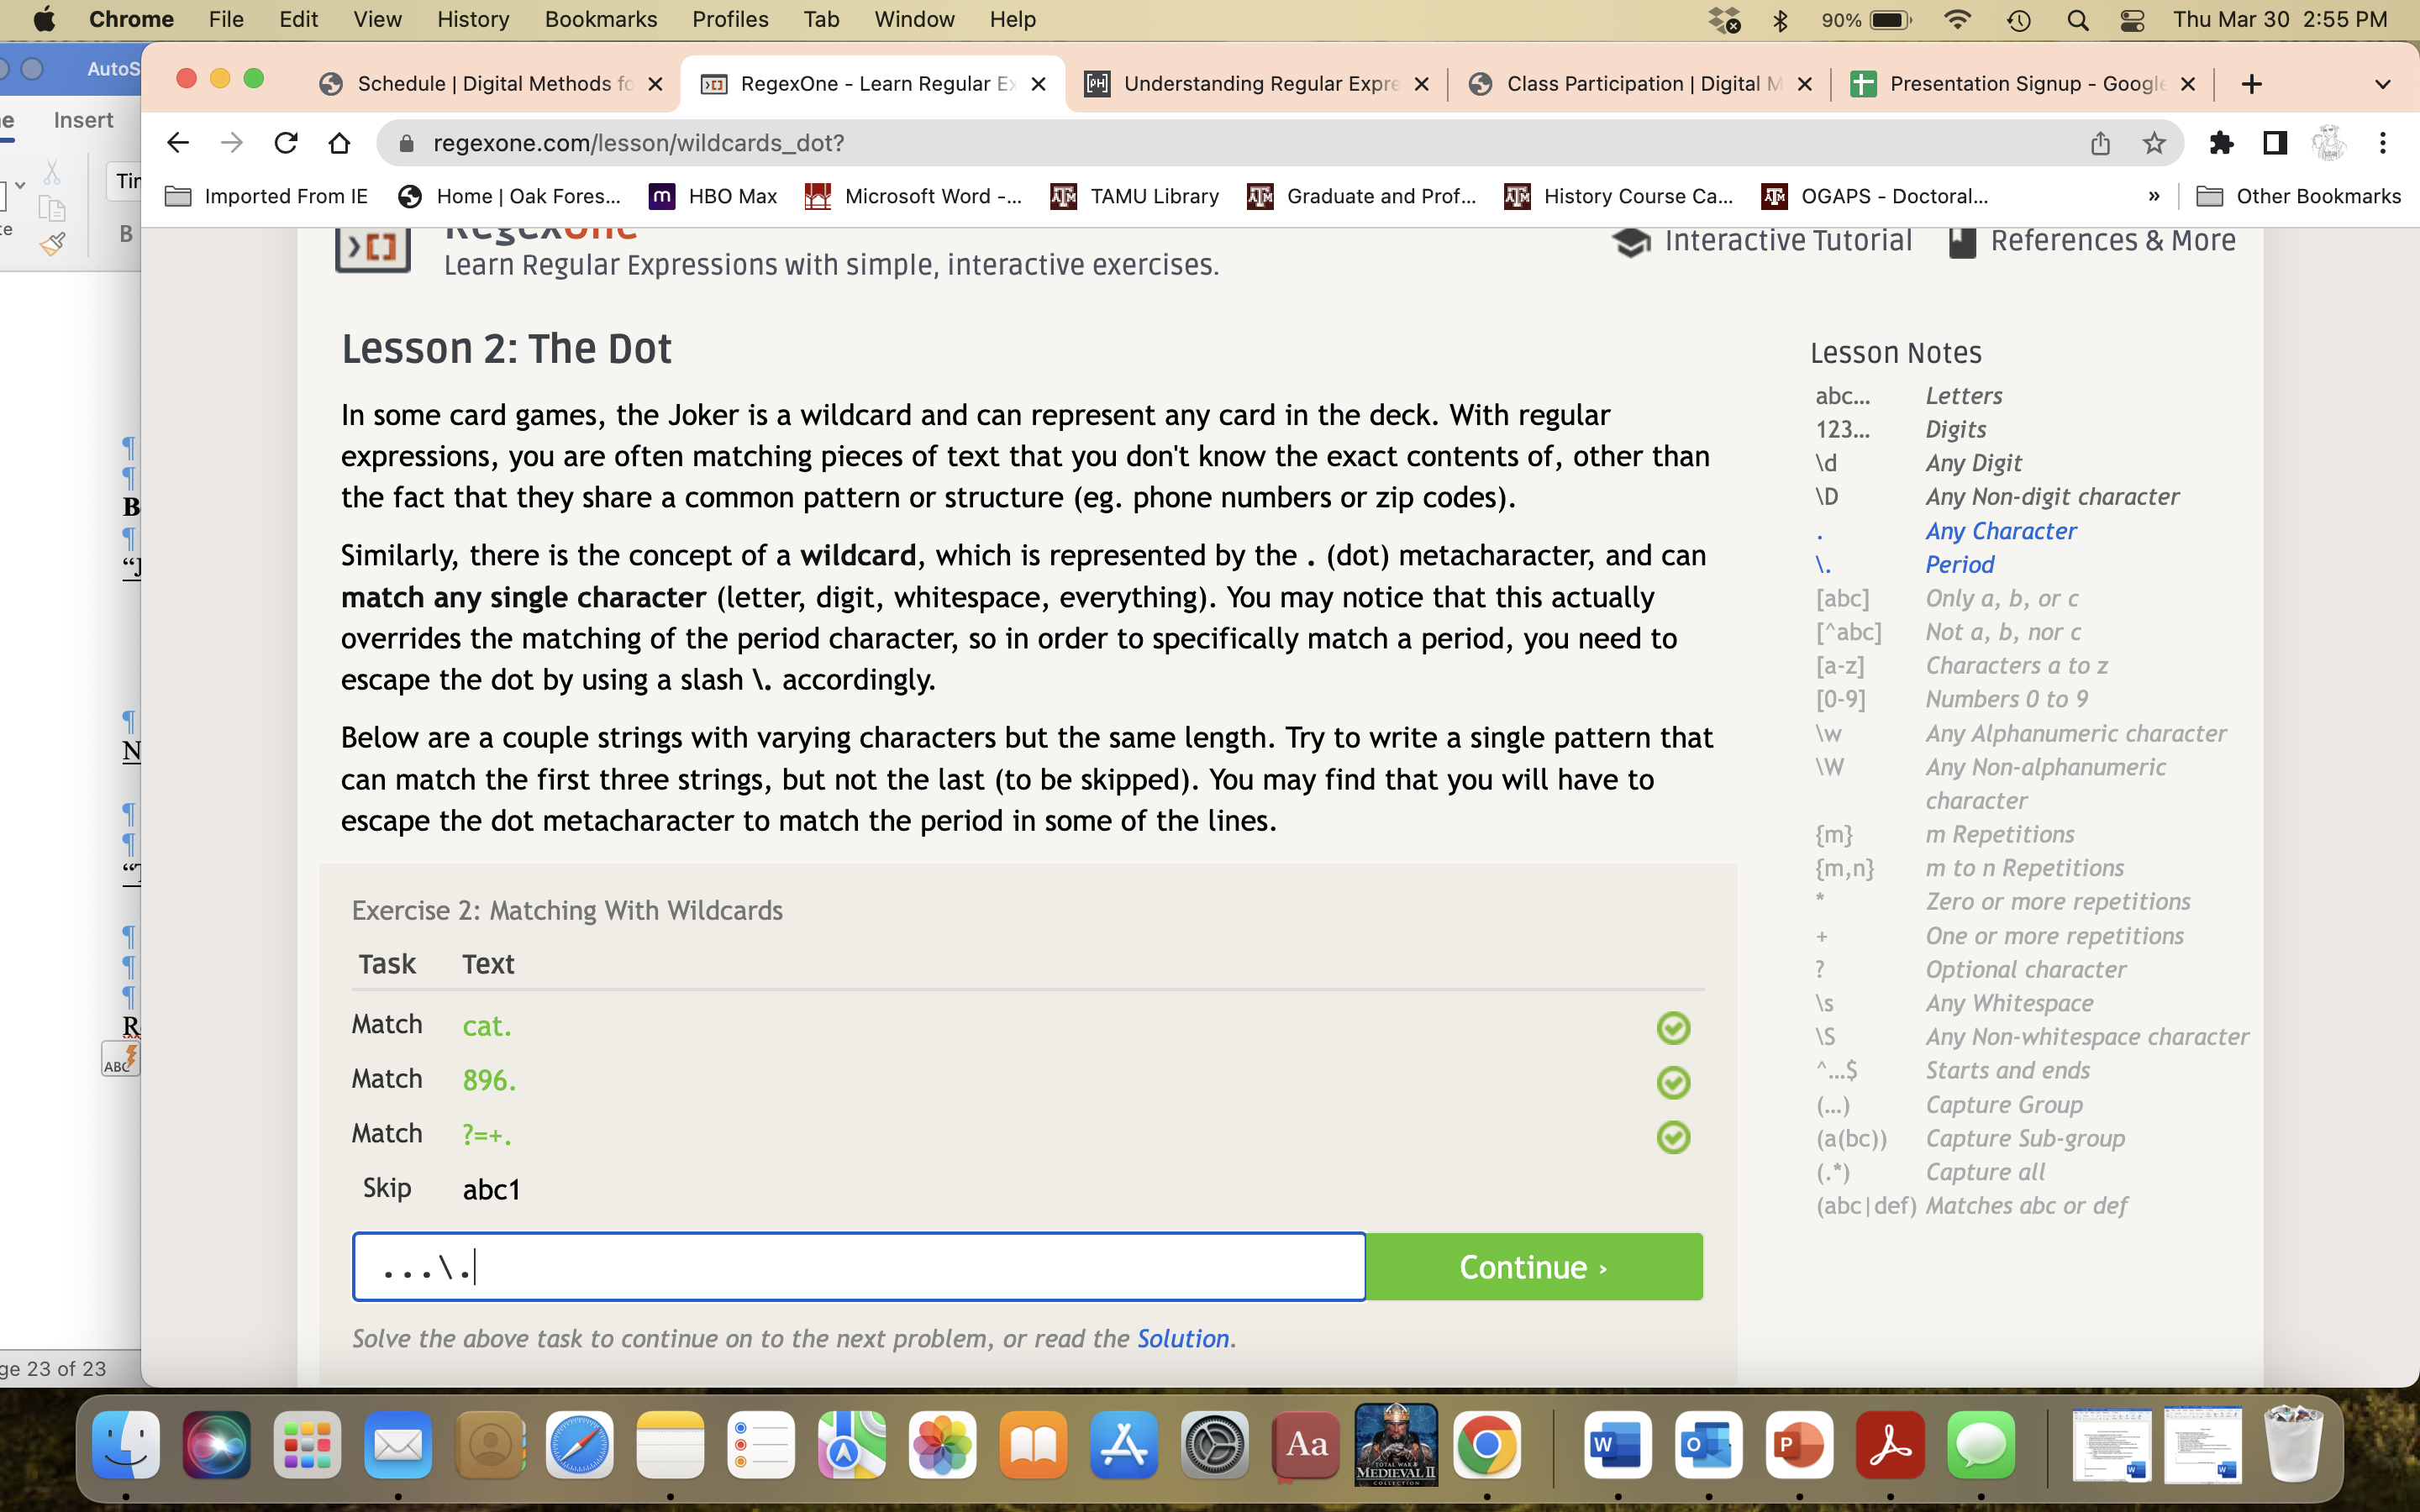 Chrome File Edit View History Bookmarks Profiles Tab Window Help 90% Thu Mar 30 2:55 PM
AutoS
Schedule | Digital Methods fo
RegexOne - Learn Regular Ex
Understanding Regular Expre
Class Participation | Digital M
Presentation Signup - Google
Insert
regexone.com/lesson/wildcards_dot?
Tin
B
Imported From IE Home | Oak Fores... HBO Max Microsoft Word -... TAMU Library Graduate and Prof... History Course Ca... OGAPS - Doctoral... » Other Bookmarks
RegexOne
Learn Regular Expressions with simple, interactive exercises.
Interactive Tutorial References & More
Lesson 2: The Dot
In some card games, the Joker is a wildcard and can represent any card in the deck. With regular
expressions, you are often matching pieces of text that you don't know the exact contents of, other than
the fact that they share a common pattern or structure (eg. phone numbers or zip codes).
Similarly, there is the concept of a wildcard, which is represented by the . (dot) metacharacter, and can
match any single character (letter, digit, whitespace, everything). You may notice that this actually
overrides the matching of the period character, so in order to specifically match a period, you need to
escape the dot by using a slash \. accordingly.
Below are a couple strings with varying characters but the same length. Try to write a single pattern that
can match the first three strings, but not the last (to be skipped). You may find that you will have to
escape the dot metacharacter to match the period in some of the lines.
Exercise 2: Matching With Wildcards
Task Text
Match cat.
Match 896.
Match ?=+.
Skip abc1
...\.
Continue ›
Solve the above task to continue on to the next problem, or read the Solution.
Lesson Notes
abc... Letters
123... Digits
\d Any Digit
\D Any Non-digit character
. Any Character
\. Period
[abc] Only a, b, or c
[^abc] Not a, b, nor c
[a-z] Characters a to z
[0-9] Numbers 0 to 9
\w Any Alphanumeric character
\W Any Non-alphanumeric
character
{m} m Repetitions
{m,n} m to n Repetitions
* Zero or more repetitions
+ One or more repetitions
? Optional character
\s Any Whitespace
\S Any Non-whitespace character
^...$ Starts and ends
(...) Capture Group
(a(bc)) Capture Sub-group
(.*) Capture all
(abc|def) Matches abc or def
ABC
ge 23 of 23
Aa
TOTAL WAR
MEDIEVAL II
COLLECTION
W
O
P